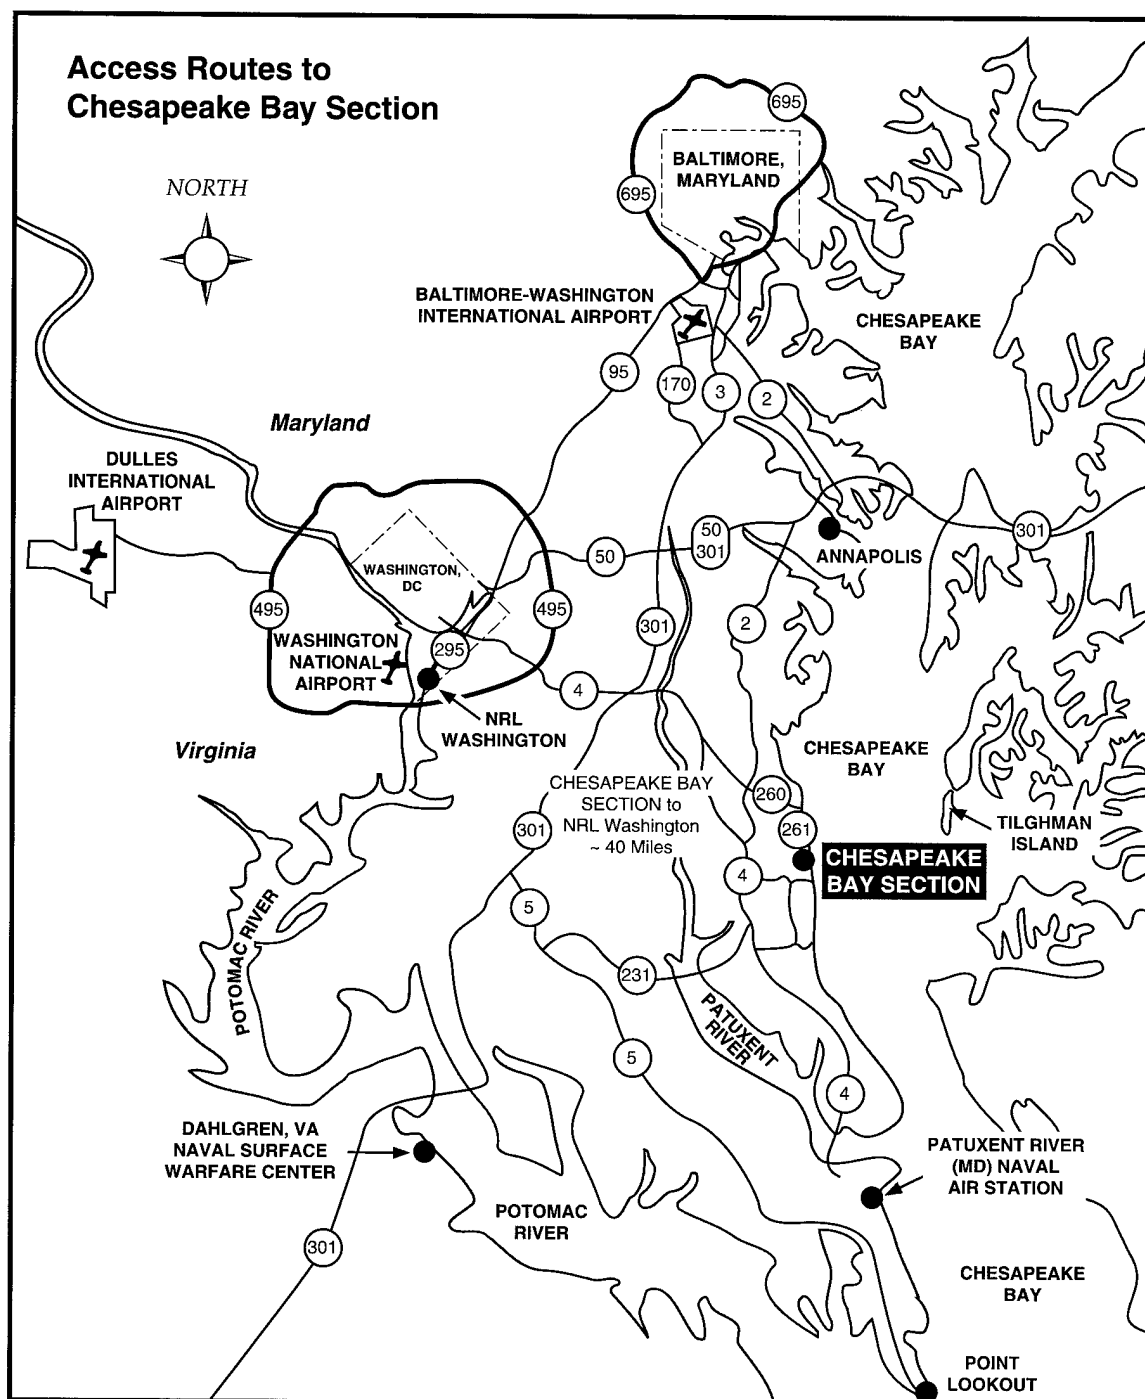 Access Routes to
Chesapeake Bay Section
NORTH
695
BALTIMORE,
MARYLAND
695
BALTIMORE-WASHINGTON
INTERNATIONAL AIRPORT
CHESAPEAKE
BAY
95
170
3
2
Maryland
DULLES
INTERNATIONAL
AIRPORT
50
301
50
301
ANNAPOLIS
WASHINGTON,
DC
495
495
301
2
WASHINGTON
NATIONAL
AIRPORT
295
4
NRL
WASHINGTON
Virginia
CHESAPEAKE
BAY
CHESAPEAKE BAY
SECTION to
NRL Washington
~ 40 Miles
260
261
301
TILGHMAN
ISLAND
CHESAPEAKE
BAY SECTION
4
5
POTOMAC RIVER
231
PATUXENT
RIVER
5
4
DAHLGREN, VA
NAVAL SURFACE
WARFARE CENTER
PATUXENT RIVER
(MD) NAVAL
AIR STATION
POTOMAC
RIVER
301
CHESAPEAKE
BAY
POINT
LOOKOUT